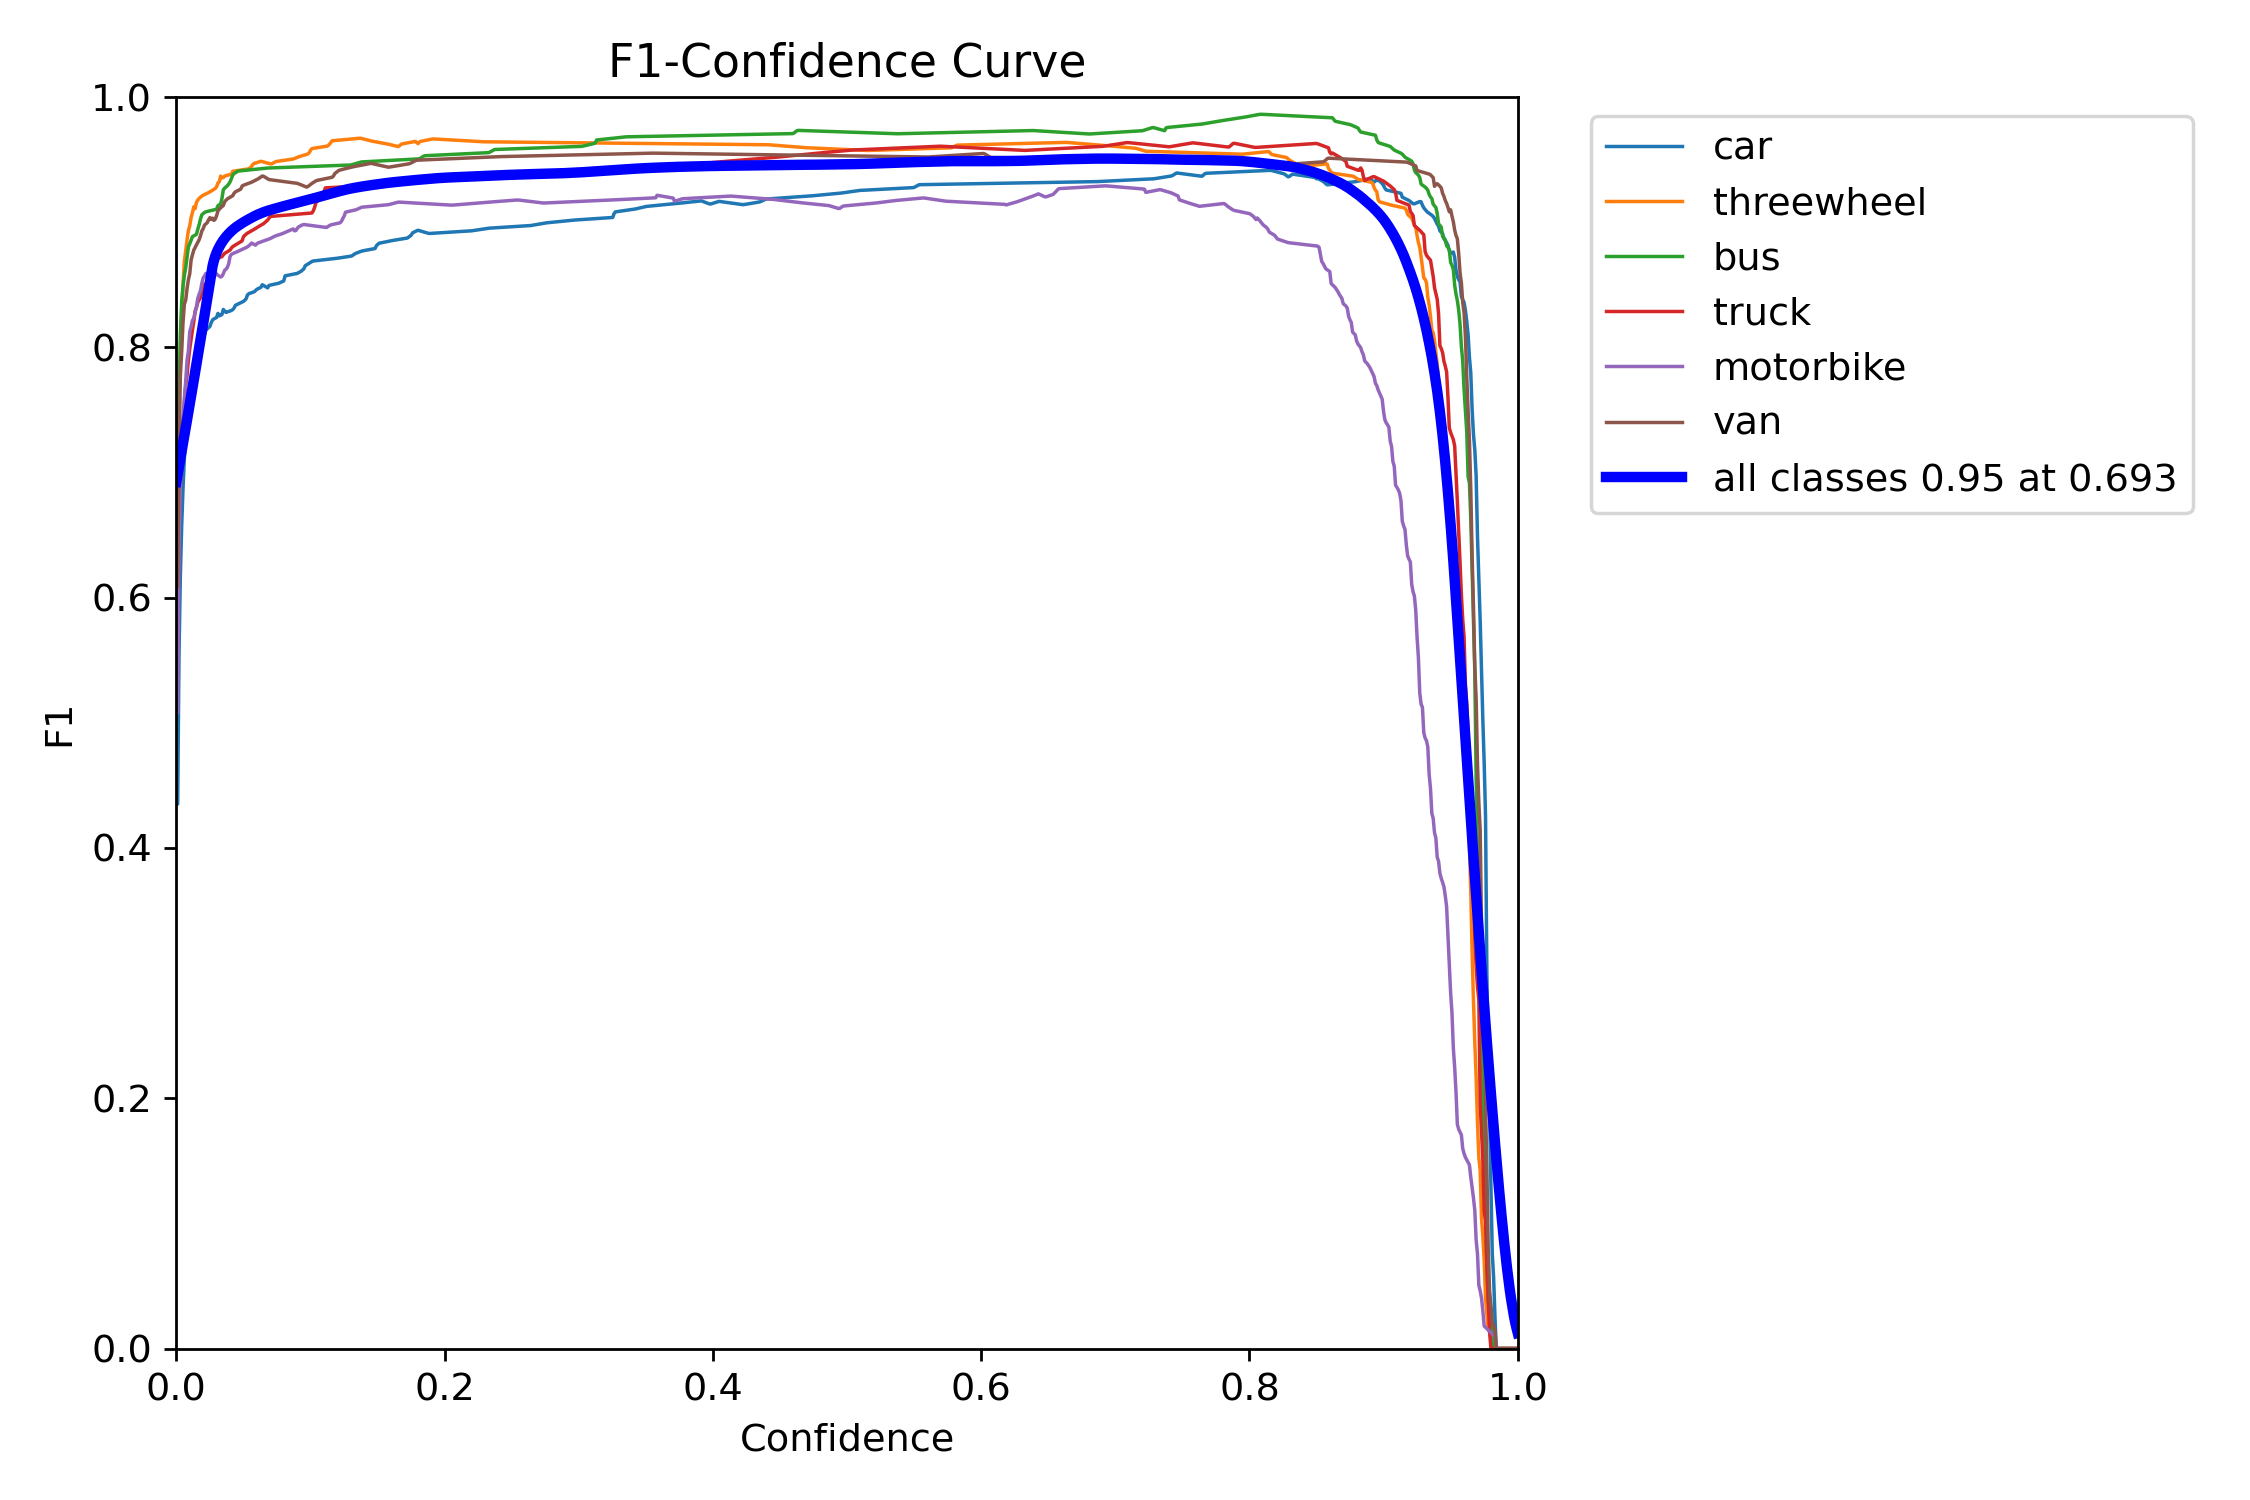 F1-Confidence Curve
1.0
0.8
0.6
0.4
0.2
0.0
F1
0.0 0.2 0.4 0.6 0.8 1.0
Confidence
car
threewheel
bus
truck
motorbike
van
all classes 0.95 at 0.693